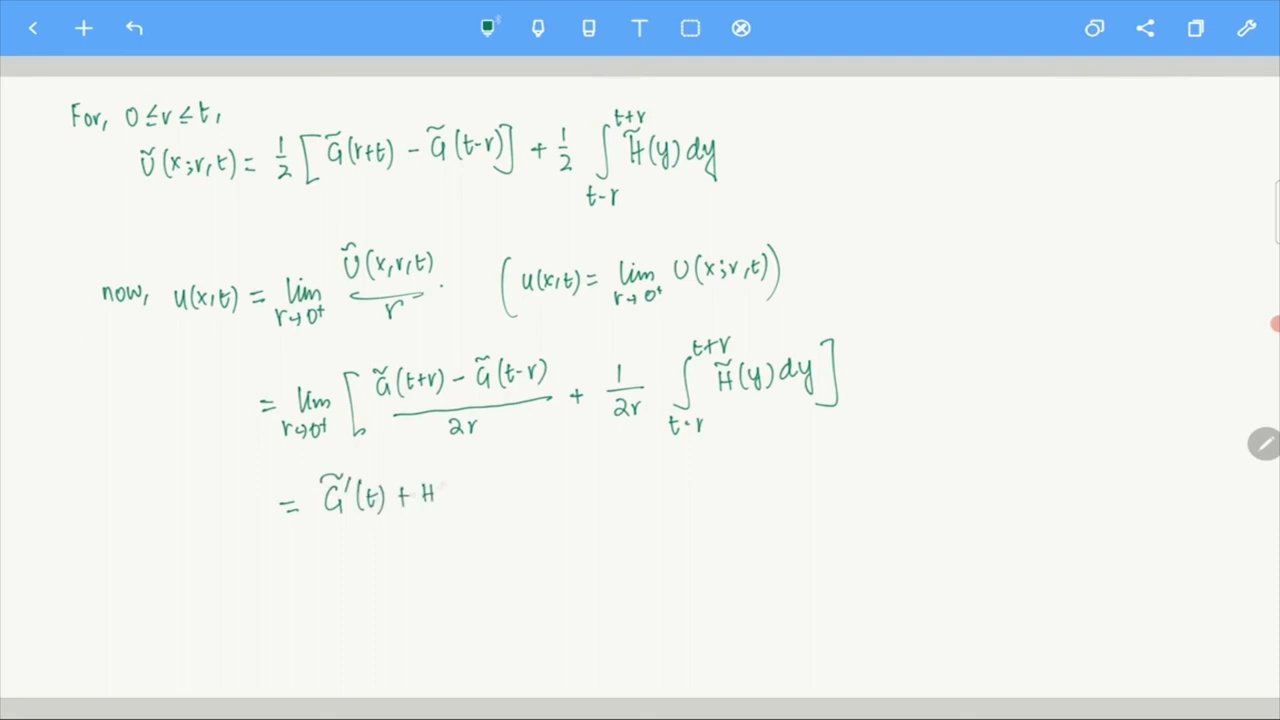 For, 0 ≤ r ≤ t,
Ũ(x;r,t) = 1/2 [G̃(r+t) − G̃(t−r)] + 1/2 ∫_{t−r}^{t+r} H̃(y)dy
now, u(x,t) = lim_{r→0⁺} Ũ(x,r,t)/r . (u(x,t) = lim_{r→0⁺} U(x;r,t))
= lim_{r→0⁺} [G̃(t+r) − G̃(t−r)/2r + 1/2r ∫_{t-r}^{t+r} H̃(y)dy]
= G̃′(t) + H